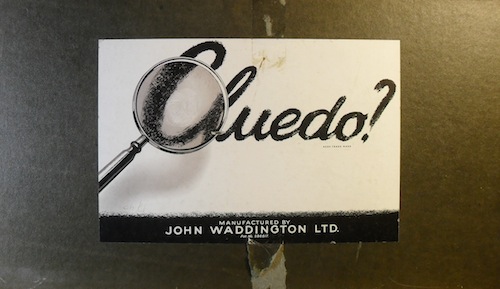 Cluedo?
MANUFACTURED BY
JOHN WADDINGTON LTD.